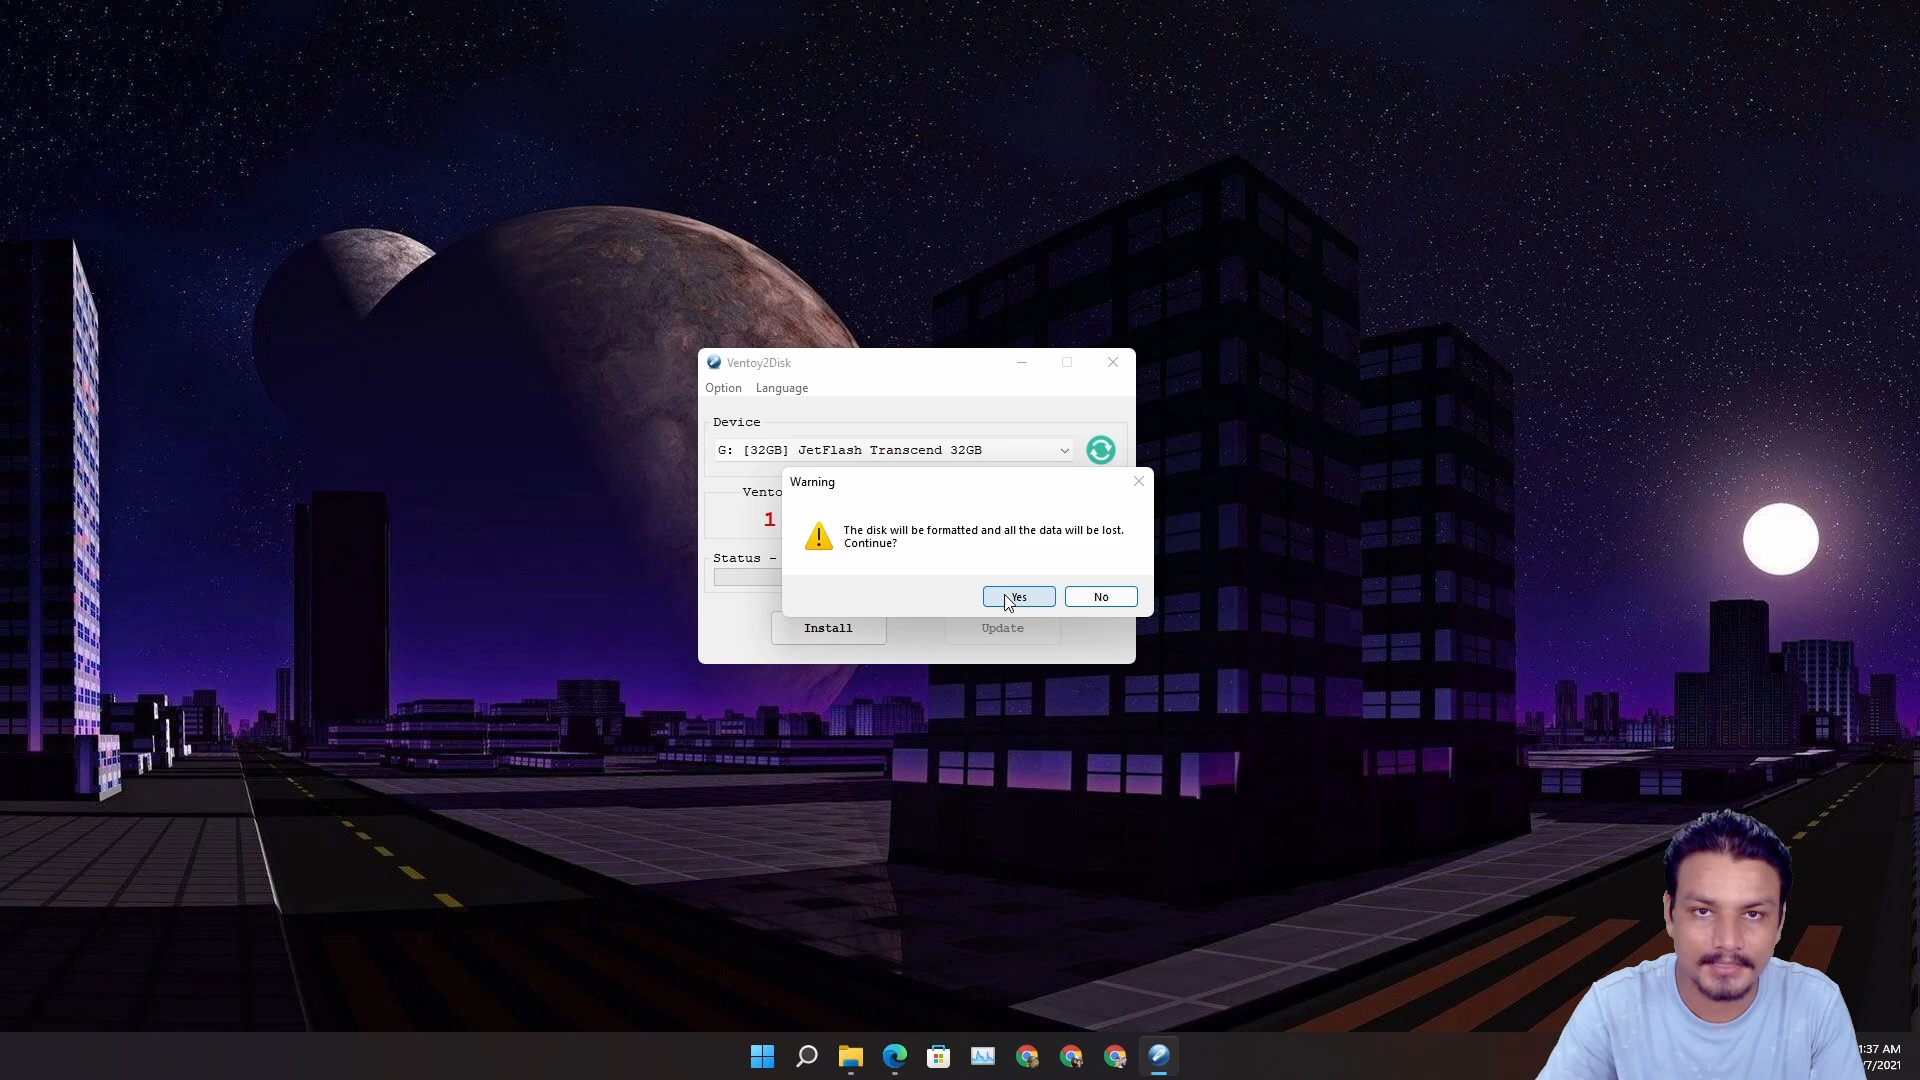 Ventoy2Disk
Option Language
Device
G: [32GB] JetFlash Transcend 32GB
Warning
The disk will be formatted and all the data will be lost.
Continue?
1
Status -
Yes No
Install Update
:37 AM
7/2021